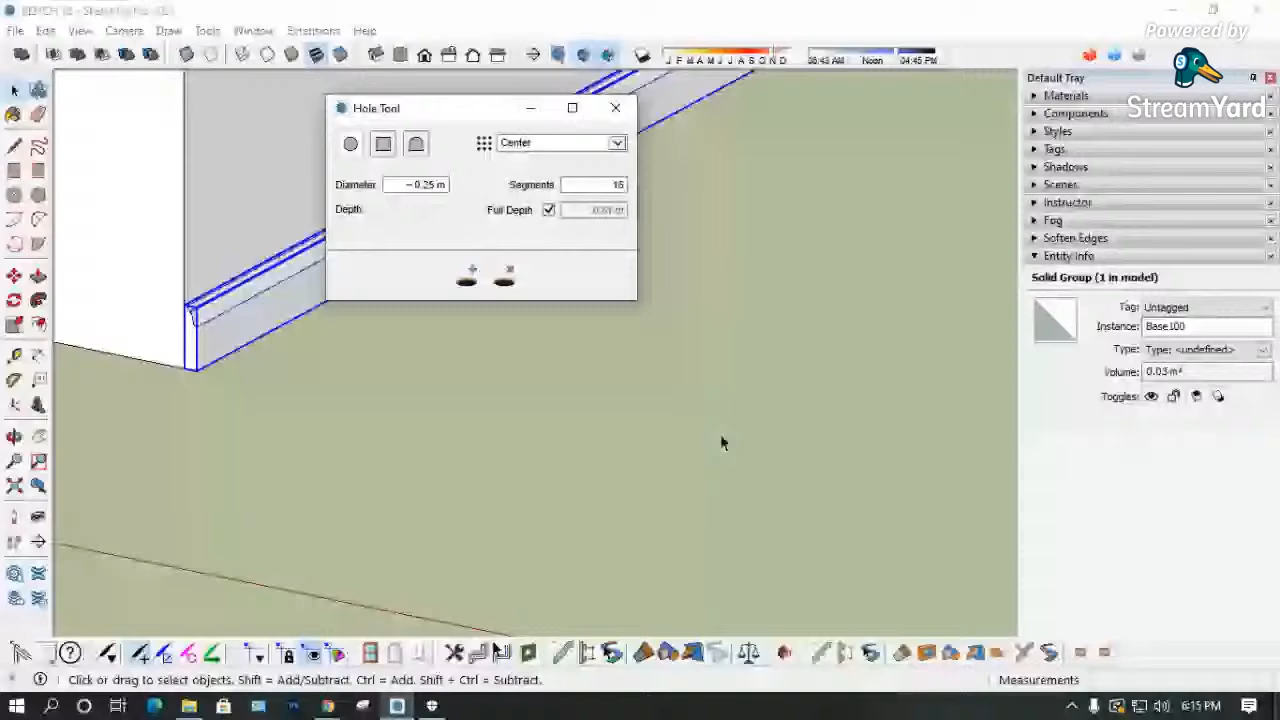 Powered by
StreamYard
File Edit View Camera Draw Tools Window Extensions Help
J F M A M J J A S O N D
Noon 04:45 PM
Default Tray
Materials
Components
Styles
Tags
Shadows
Scenes
Instructor
Fog
Soften Edges
Entity Info
Solid Group (1 in model)
Tag: Untagged
Instance: Base100
Type: Type: <undefined>
Volume: 0.03 m³
Toggles:
Hole Tool
Center
Diameter ~0.25 m Segments 16
Depth Full Depth
Click or drag to select objects. Shift = Add/Subtract. Ctrl = Add. Shift + Ctrl = Subtract.
Measurements
6:15 PM